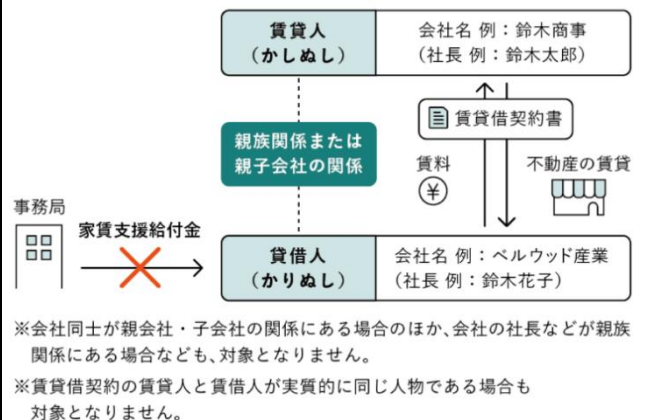 賃貸人
（かしぬし）
会社名 例：鈴木商事
（社長 例：鈴木太郎）
賃貸借契約書
親族関係または
親子会社の関係
賃料
¥
不動産の賃貸
事務局
家賃支援給付金
貸借人
（かりぬし）
会社名 例：ベルウッド産業
（社長 例：鈴木花子）
※会社同士が親会社・子会社の関係にある場合のほか、会社の社長などが親族
関係にある場合なども、対象となりません。
※賃貸借契約の賃貸人と賃借人が実質的に同じ人物である場合も
対象となりません。